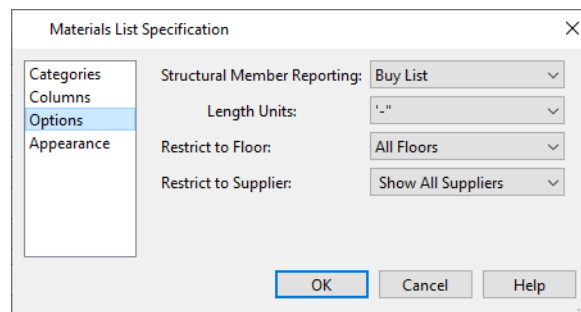 Materials List Specification
Categories
Columns
Options
Appearance
Structural Member Reporting: Buy List
Length Units: '-"
Restrict to Floor: All Floors
Restrict to Supplier: Show All Suppliers
OK Cancel Help